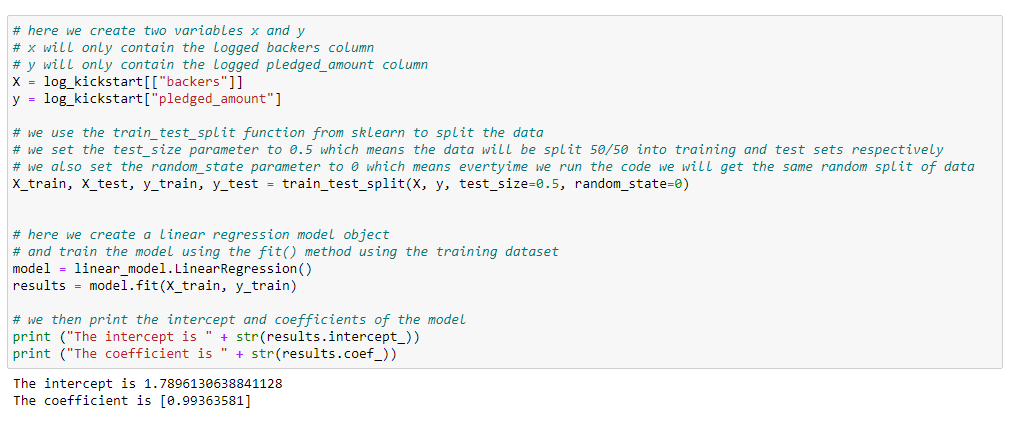 # here we create two variables x and y
# x will only contain the logged backers column
# y will only contain the logged pledged_amount column
X = log_kickstart[["backers"]]
y = log_kickstart["pledged_amount"]
# we use the train_test_split function from sklearn to split the data
# we set the test_size parameter to 0.5 which means the data will be split 50/50 into training and test sets respectively
# we also set the random_state parameter to 0 which means evertyime we run the code we will get the same random split of data
X_train, X_test, y_train, y_test = train_test_split(X, y, test_size=0.5, random_state=0)
# here we create a linear regression model object
# and train the model using the fit() method using the training dataset
model = linear_model.LinearRegression()
results = model.fit(X_train, y_train)
# we then print the intercept and coefficients of the model
print ("The intercept is " + str(results.intercept_))
print ("The coefficient is " + str(results.coef_))
The intercept is 1.7896130638841128
The coefficient is [0.99363581]